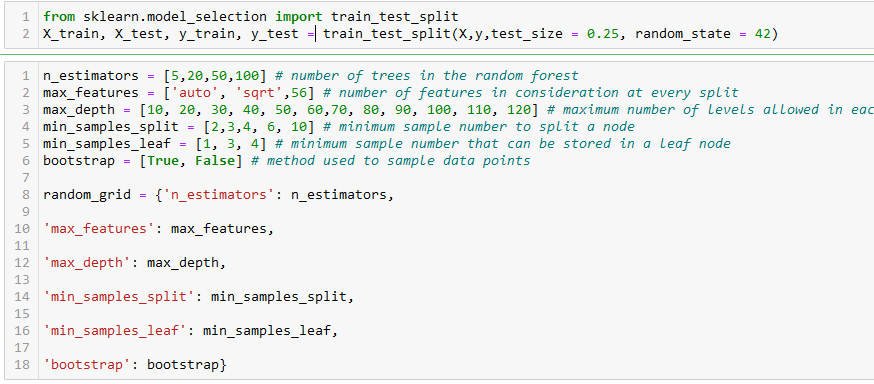 1 from sklearn.model_selection import train_test_split
2 X_train, X_test, y_train, y_test = train_test_split(X,y,test_size = 0.25, random_state = 42)
1 n_estimators = [5,20,50,100] # number of trees in the random forest
2 max_features = ['auto', 'sqrt',56] # number of features in consideration at every split
3 max_depth = [10, 20, 30, 40, 50, 60,70, 80, 90, 100, 110, 120] # maximum number of levels allowed in eac
4 min_samples_split = [2,3,4, 6, 10] # minimum sample number to split a node
5 min_samples_leaf = [1, 3, 4] # minimum sample number that can be stored in a leaf node
6 bootstrap = [True, False] # method used to sample data points
7
8 random_grid = {'n_estimators': n_estimators,
9
10 'max_features': max_features,
11
12 'max_depth': max_depth,
13
14 'min_samples_split': min_samples_split,
15
16 'min_samples_leaf': min_samples_leaf,
17
18 'bootstrap': bootstrap}